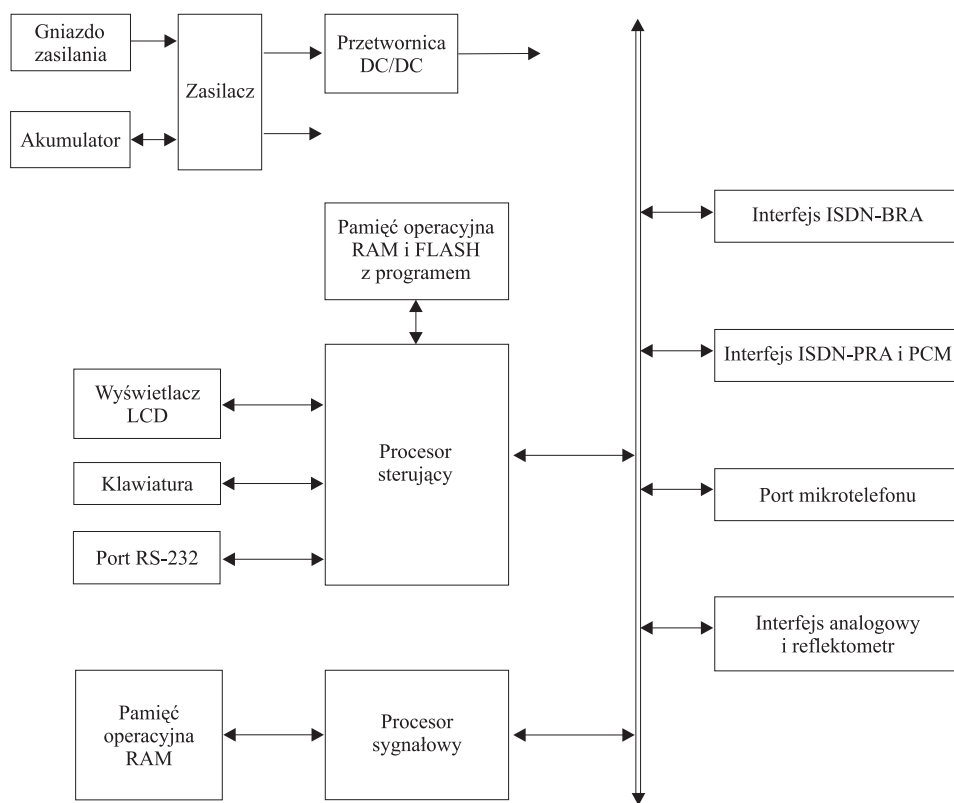 Gniazdo
zasilania
Zasilacz
Przetwornica
DC/DC
Akumulator
Pamięć operacyjna
RAM i FLASH
z programem
Wyświetlacz
LCD
Klawiatura
Port RS-232
Procesor
sterujący
Pamięć
operacyjna
RAM
Procesor
sygnałowy
Interfejs ISDN-BRA
Interfejs ISDN-PRA i PCM
Port mikrotelefonu
Interfejs analogowy
i reflektometr